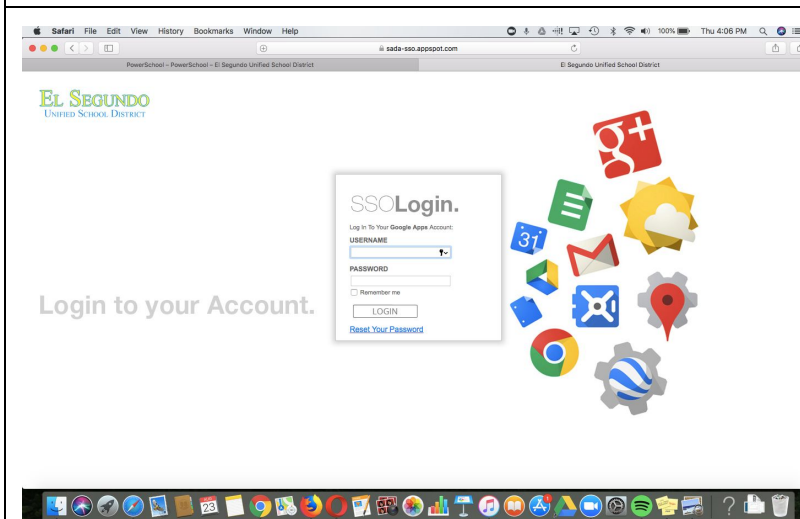 Safari File Edit View History Bookmarks Window Help 100% Thu 4:06 PM
sada-sso.appspot.com
PowerSchool – PowerSchool – El Segundo Unified School District El Segundo Unified School District
EL SEGUNDO
UNIFIED SCHOOL DISTRICT
g+
SSOLogin.
Log In To Your Google Apps Account:
USERNAME
31
PASSWORD
Remember me
Login to your Account.
LOGIN
Reset Your Password
23